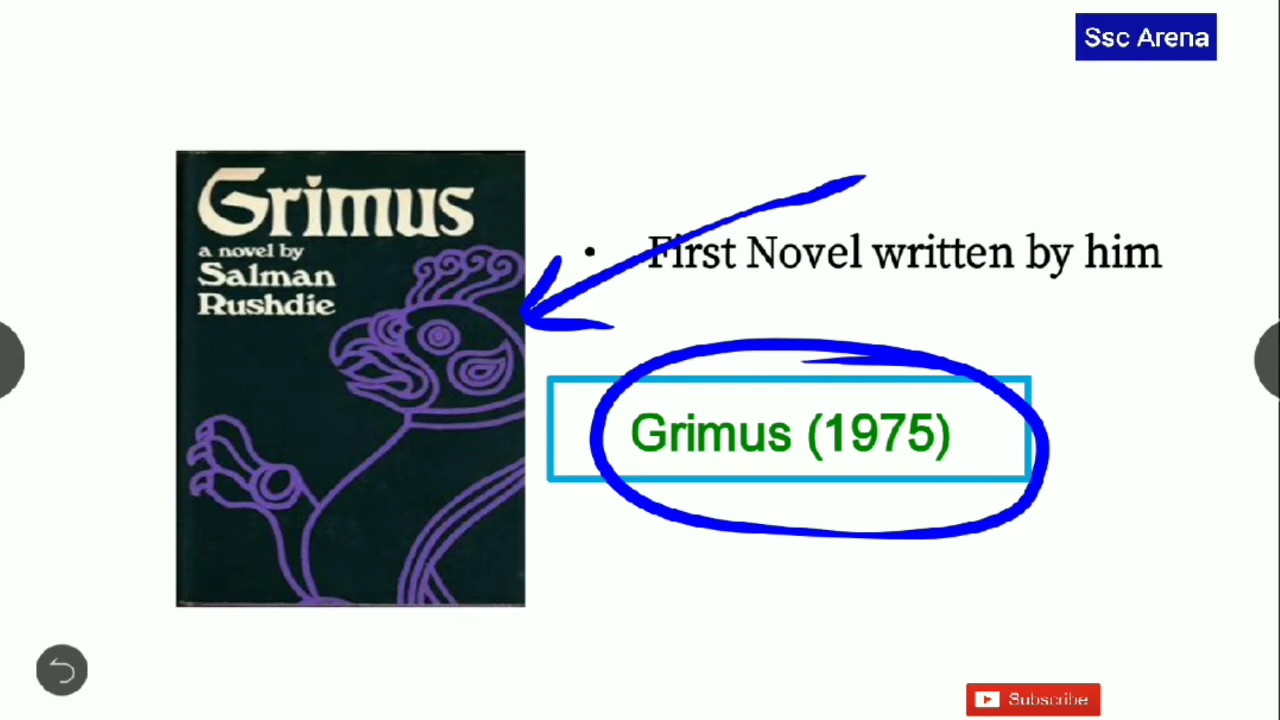 Ssc Arena
Grimus
a novel by
Salman
Rushdie
• First Novel written by him
Grimus (1975)
Subscribe